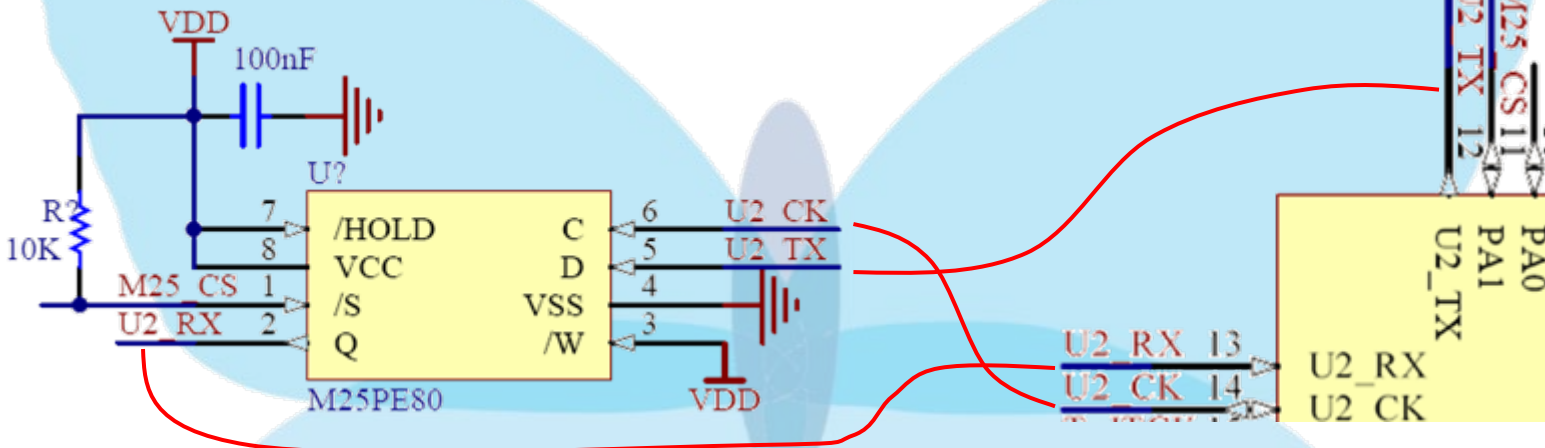 VDD
100nF
U?
R?
10K
7
/HOLD
C
6
U2_CK
8
VCC
D
5
U2_TX
M25_CS
1
/S
VSS
4
U2_RX
2
Q
/W
3
M25PE80
VDD
U2_TX
M25_CS
12
11
U2_TX
PA1
PA0
U2_RX
13
U2_RX
U2_CK
14
U2_CK